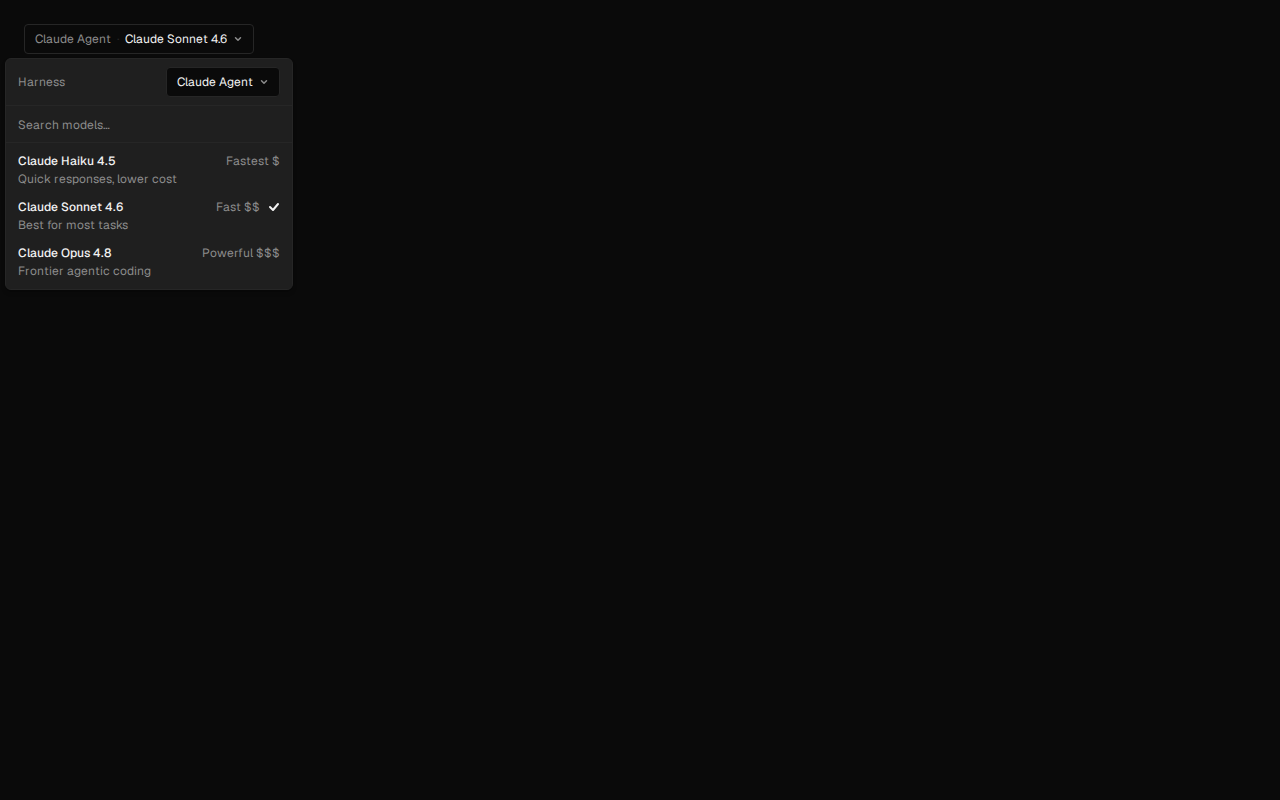 Claude Agent · Claude Sonnet 4.6
Harness Claude Agent
Search models…
Claude Haiku 4.5 Fastest $
Quick responses, lower cost
Claude Sonnet 4.6 Fast $$
Best for most tasks
Claude Opus 4.8 Powerful $$$
Frontier agentic coding